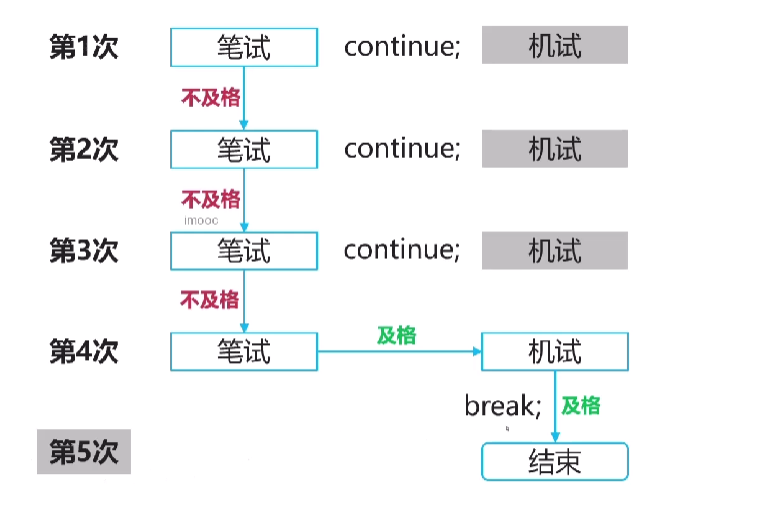 第1次 笔试 continue; 机试
不及格
第2次 笔试 continue; 机试
不及格
imooc
第3次 笔试 continue; 机试
不及格
及格
第4次 笔试 机试
break; 及格
第5次 结束